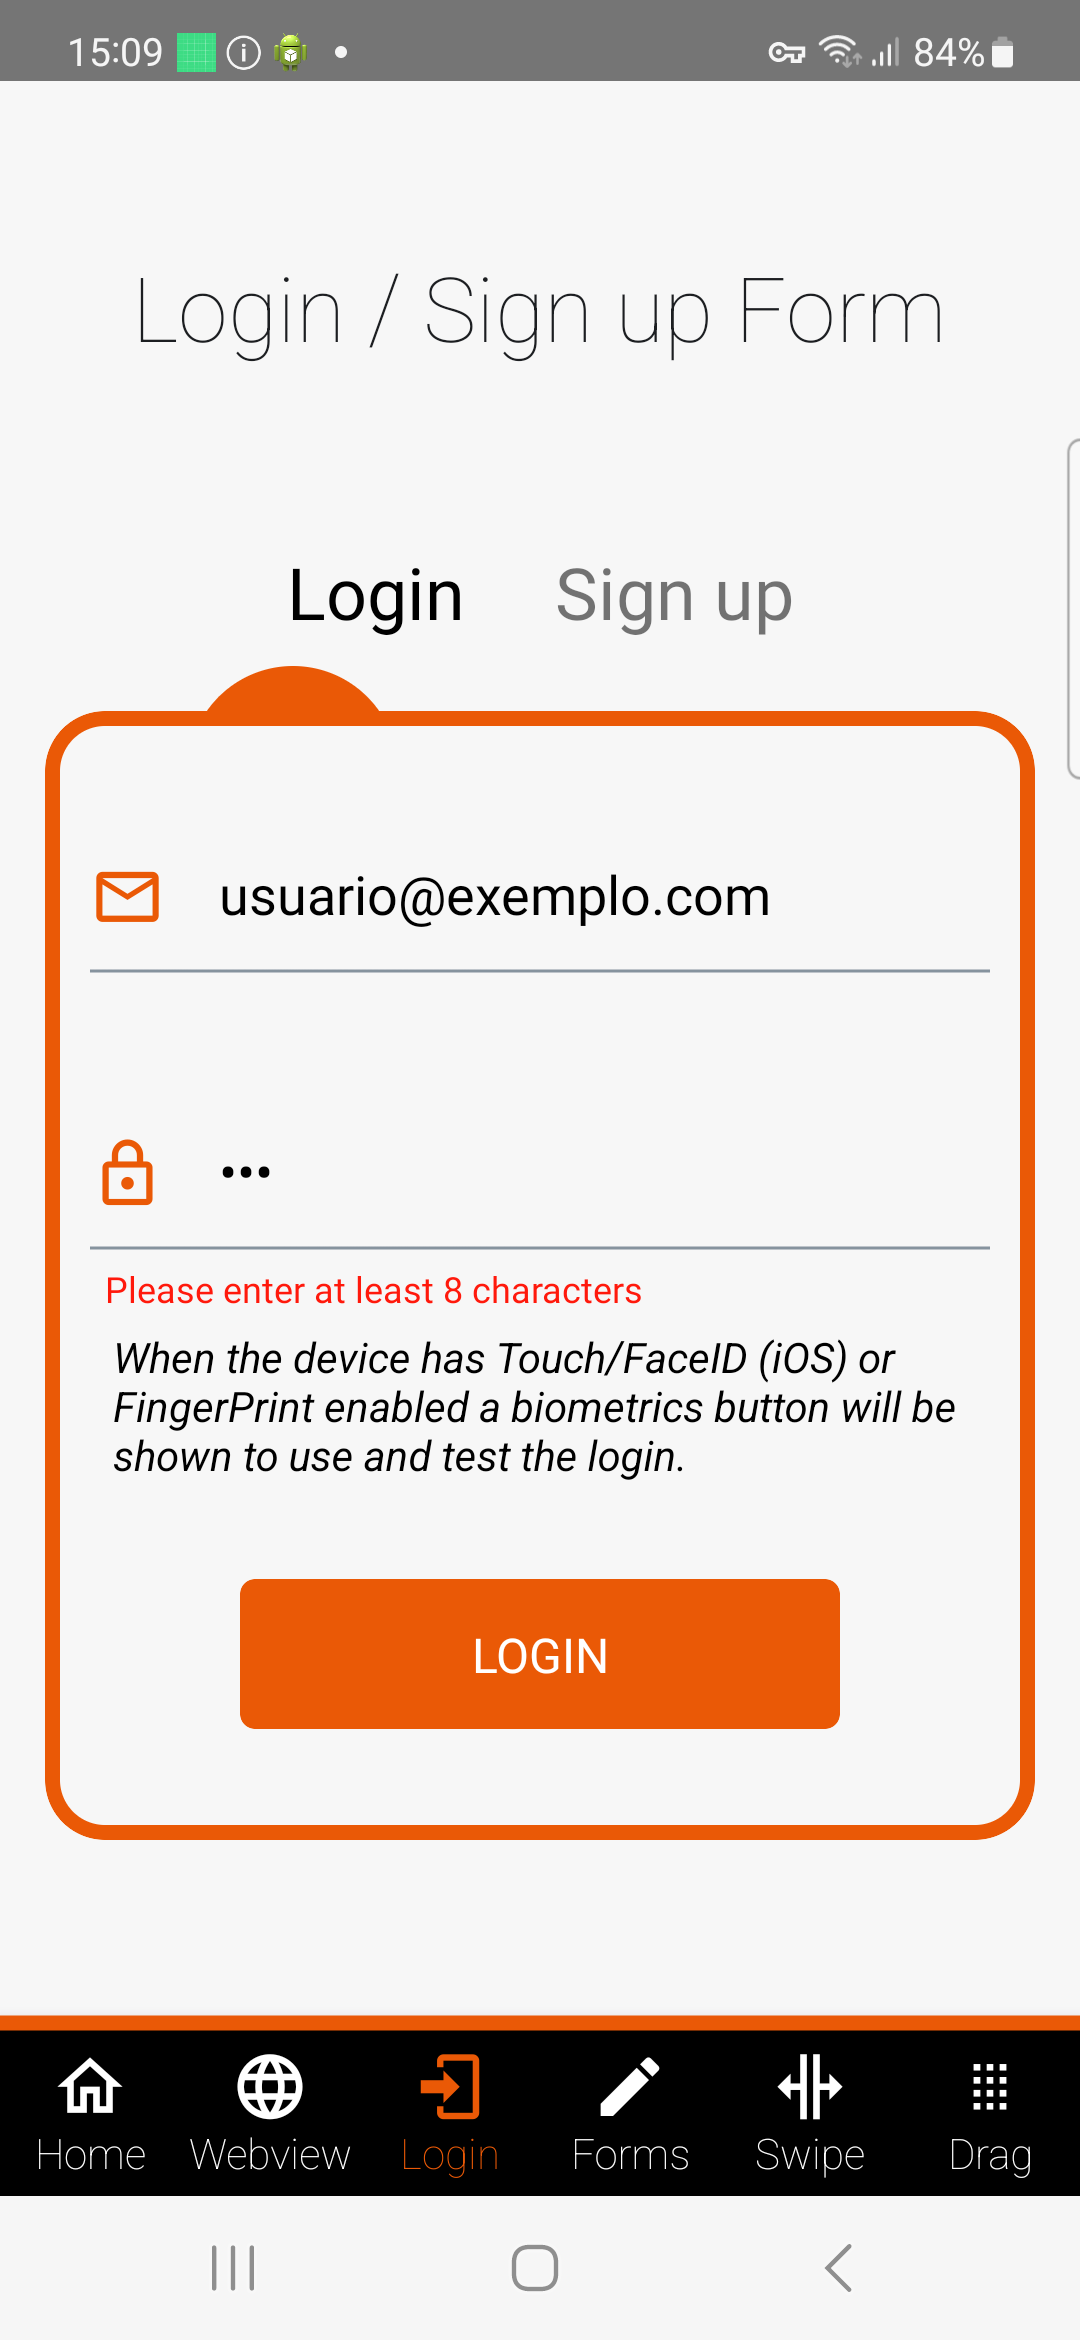 15:09
84%
Login / Sign up Form
Login Sign up
usuario@exemplo.com
•••
Please enter at least 8 characters
When the device has Touch/FaceID (iOS) or
FingerPrint enabled a biometrics button will be
shown to use and test the login.
LOGIN
Home Webview Login Forms Swipe Drag